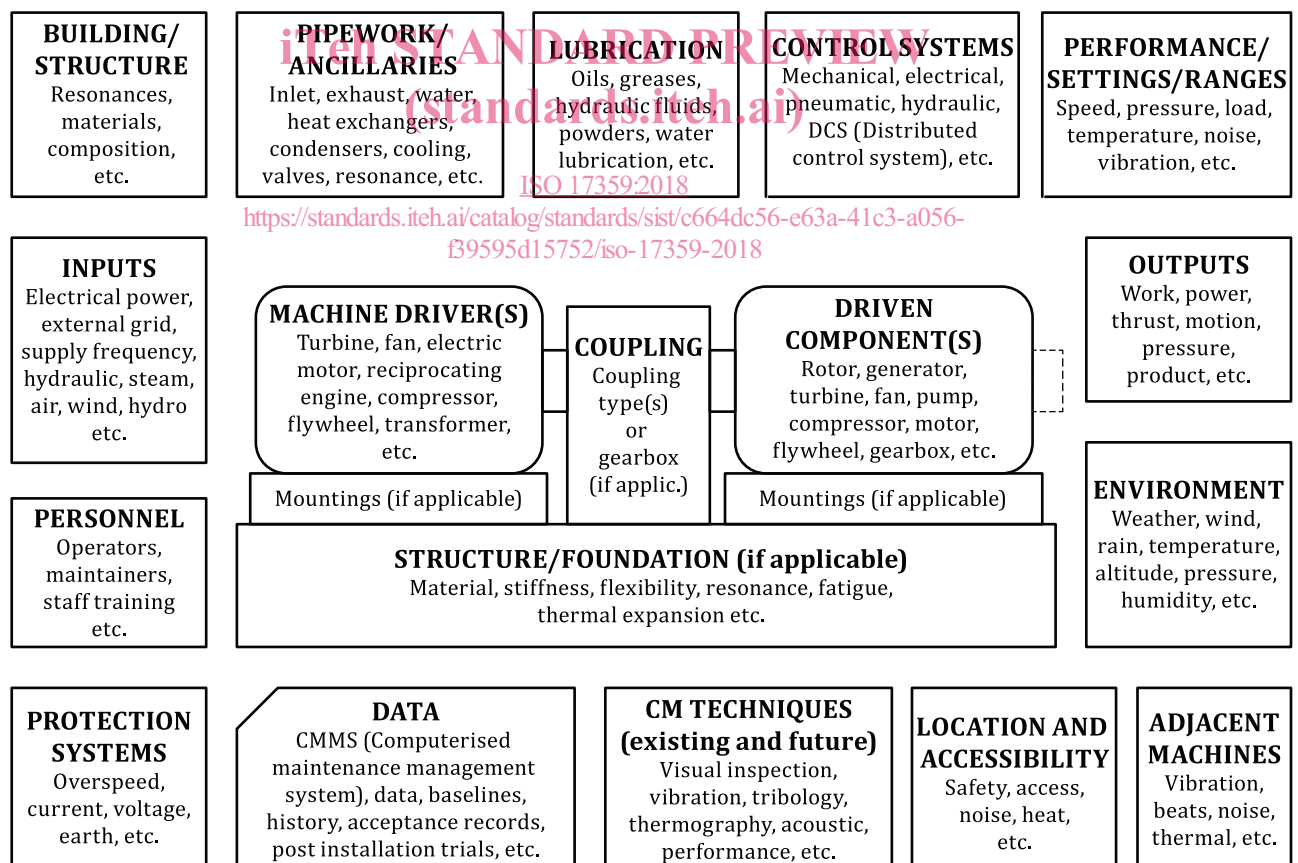 BUILDING/
STRUCTURE
Resonances,
materials,
composition,
etc.
PIPEWORK/
ANCILLARIES
Inlet, exhaust, water,
heat exchangers,
condensers, cooling,
valves, resonance, etc.
LUBRICATION
Oils, greases,
hydraulic fluids,
powders, water
lubrication, etc.
CONTROL SYSTEMS
Mechanical, electrical,
pneumatic, hydraulic,
DCS (Distributed
control system), etc.
PERFORMANCE/
SETTINGS/RANGES
Speed, pressure, load,
temperature, noise,
vibration, etc.
iTeh STANDARD PREVIEW
(standards.iteh.ai)
ISO 17359:2018
https://standards.iteh.ai/catalog/standards/sist/c664dc56-e63a-41c3-a056-
f39595d15752/iso-17359-2018
INPUTS
Electrical power,
external grid,
supply frequency,
hydraulic, steam,
air, wind, hydro
etc.
MACHINE DRIVER(S)
Turbine, fan, electric
motor, reciprocating
engine, compressor,
flywheel, transformer,
etc.
COUPLING
Coupling
type(s)
or
gearbox
(if applic.)
DRIVEN
COMPONENT(S)
Rotor, generator,
turbine, fan, pump,
compressor, motor,
flywheel, gearbox, etc.
OUTPUTS
Work, power,
thrust, motion,
pressure,
product, etc.
Mountings (if applicable)
Mountings (if applicable)
PERSONNEL
Operators,
maintainers,
staff training
etc.
STRUCTURE/FOUNDATION (if applicable)
Material, stiffness, flexibility, resonance, fatigue,
thermal expansion etc.
ENVIRONMENT
Weather, wind,
rain, temperature,
altitude, pressure,
humidity, etc.
PROTECTION
SYSTEMS
Overspeed,
current, voltage,
earth, etc.
DATA
CMMS (Computerised
maintenance management
system), data, baselines,
history, acceptance records,
post installation trials, etc.
CM TECHNIQUES
(existing and future)
Visual inspection,
vibration, tribology,
thermography, acoustic,
performance, etc.
LOCATION AND
ACCESSIBILITY
Safety, access,
noise, heat,
etc.
ADJACENT
MACHINES
Vibration,
beats, noise,
thermal, etc.